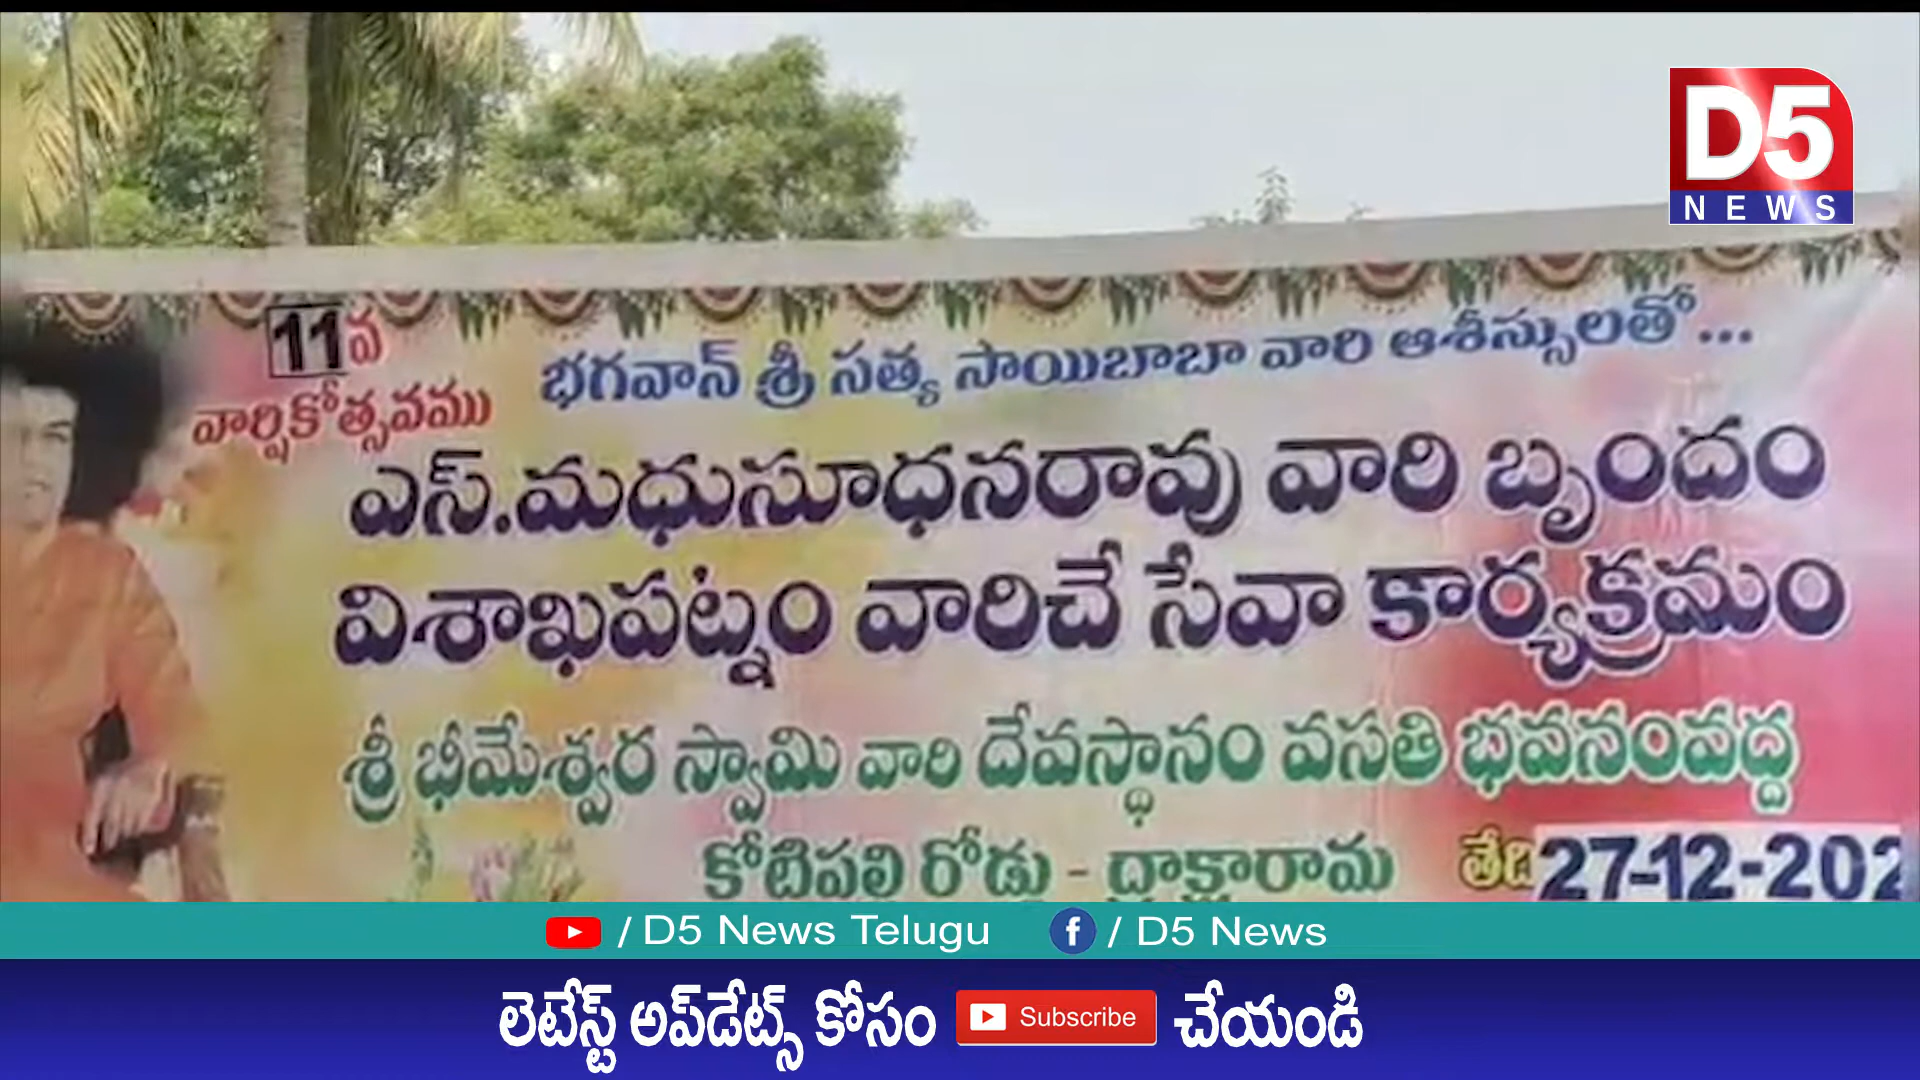 D5
NEWS
11వ
వార్షికోత్సవము
భగవాన్ శ్రీ సత్య సాయిబాబా వారి ఆశీస్సులతో...
ఎస్.మధుసూధనరావు వారి బృందం
విశాఖపట్నం వారిచే సేవా కార్యక్రమం
శ్రీ భీమేశ్వర స్వామి వారి దేవస్థానం వసతి భవనంవద్ద
కోటిపల్లి రోడ్డు - ద్రాక్షారామ తేది 27-12-202
/ D5 News Telugu / D5 News
లెటేస్ట్ అప్‌డేట్స్ కోసం Subscribe చేయండి